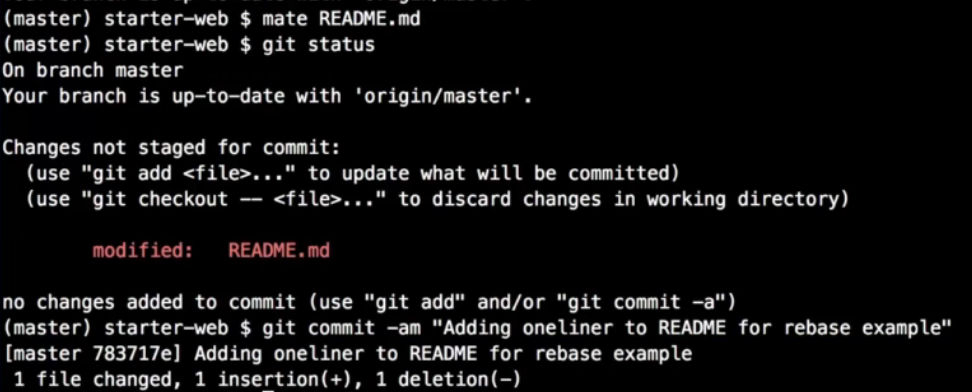 (master) starter-web $ mate README.md
(master) starter-web $ git status
On branch master
Your branch is up-to-date with 'origin/master'.
Changes not staged for commit:
(use "git add <file>..." to update what will be committed)
(use "git checkout -- <file>..." to discard changes in working directory)
modified: README.md
no changes added to commit (use "git add" and/or "git commit -a")
(master) starter-web $ git commit -am "Adding oneliner to README for rebase example"
[master 783717e] Adding oneliner to README for rebase example
1 file changed, 1 insertion(+), 1 deletion(-)